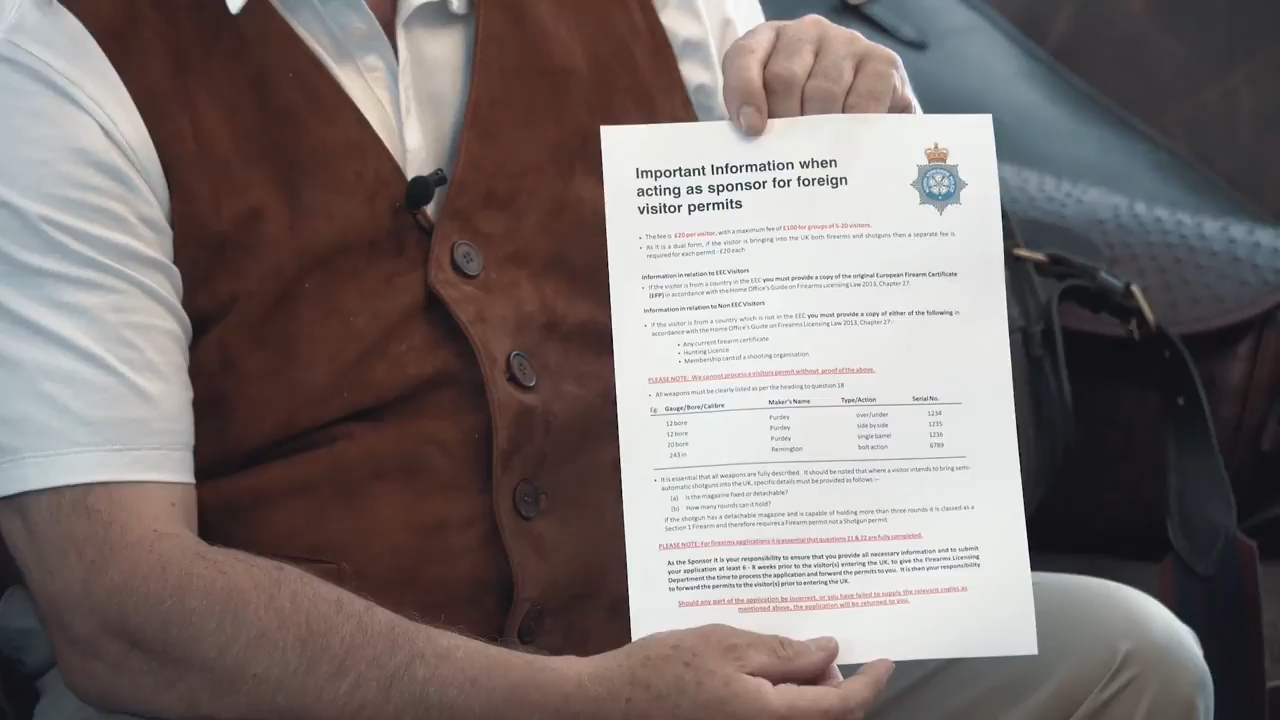 Important Information when
acting as sponsor for foreign
visitor permits
• The fee is £20 per visitor, with a maximum fee of £100 for groups of 5-20 visitors.
• As it is a dual form, if the visitor is bringing into the UK both firearms and shotguns then a separate fee is
required for each permit - £20 each
Information in relation to EEC Visitors
• If the visitor is from a country in the EEC you must provide a copy of the original European Firearm Certificate
(EFP) in accordance with the Home Office's Guide on Firearms Licensing Law 2013, Chapter 27.
Information in relation to Non EEC Visitors
• If the visitor is from a country which is not in the EEC you must provide a copy of either of the following in
accordance with the Home Office's Guide on Firearms Licensing Law 2013, Chapter 27:-
• Any current firearm certificate
• Hunting Licence
• Membership card of a shooting organisation
PLEASE NOTE: We cannot process a visitors permit without proof of the above.
• All weapons must be clearly listed as per the heading to question 18
Eg. Gauge/Bore/Calibre Maker's Name Type/Action Serial No.
12 bore Purdey over/under 1234
12 bore Purdey side by side 1235
20 bore Purdey single barrel 1236
243 in Remington bolt action 6789
• It is essential that all weapons are fully described. It should be noted that where a visitor intends to bring semi-
automatic shotguns into the UK, specific details must be provided as follows :-
(a) Is the magazine fixed or detachable?
(b) How many rounds can it hold?
If the shotgun has a detachable magazine and is capable of holding more than three rounds it is classed as a
Section 1 Firearm and therefore requires a Firearm permit not a Shotgun permit.
PLEASE NOTE: For firearms applications it is essential that questions 21 & 22 are fully completed.
As the Sponsor it is your responsibility to ensure that you provide all necessary information and to submit
your application at least 6 - 8 weeks prior to the visitor(s) entering the UK, to give the Firearms Licensing
Department the time to process the application and forward the permits to you. It is then your responsibility
to forward the permits to the visitor(s) prior to entering the UK.
Should any part of the application be incorrect, or you have failed to supply the relevant copies as
mentioned above, the application will be returned to you.